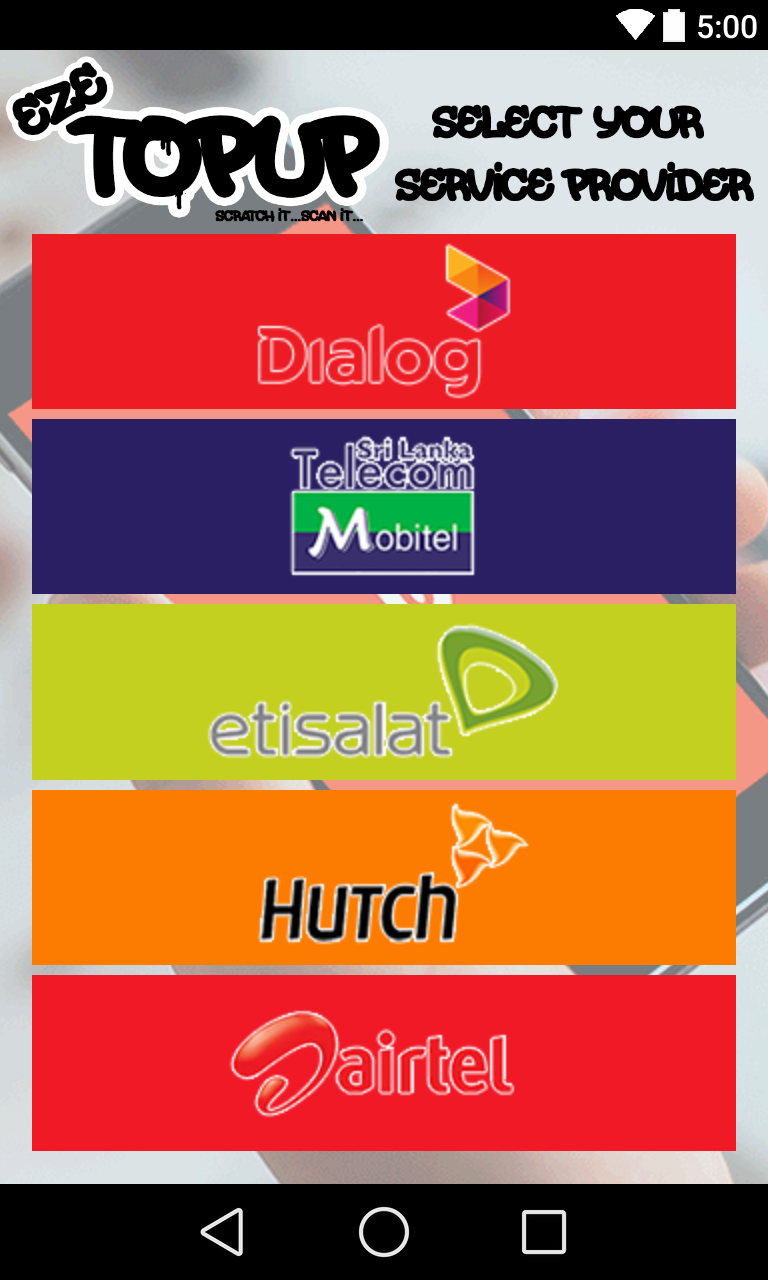 5:00
EZE
TOPUP
SCRATCH IT...SCAN IT...
SELECT YOUR
SERVICE PROVIDER
Dialog
Sri Lanka
Telecom
Mobitel
etisalat
HUTCH
airtel